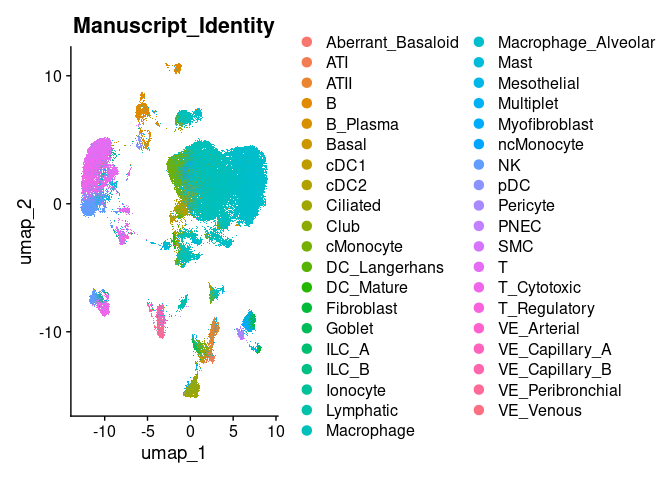 Manuscript_Identity
umap_2
10
0
-10
-10
-5
0
5
10
umap_1
Aberrant_Basaloid
ATI
ATII
B
B_Plasma
Basal
cDC1
cDC2
Ciliated
Club
cMonocyte
DC_Langerhans
DC_Mature
Fibroblast
Goblet
ILC_A
ILC_B
Ionocyte
Lymphatic
Macrophage
Macrophage_Alveolar
Mast
Mesothelial
Multiplet
Myofibroblast
ncMonocyte
NK
pDC
Pericyte
PNEC
SMC
T
T_Cytotoxic
T_Regulatory
VE_Arterial
VE_Capillary_A
VE_Capillary_B
VE_Peribronchial
VE_Venous